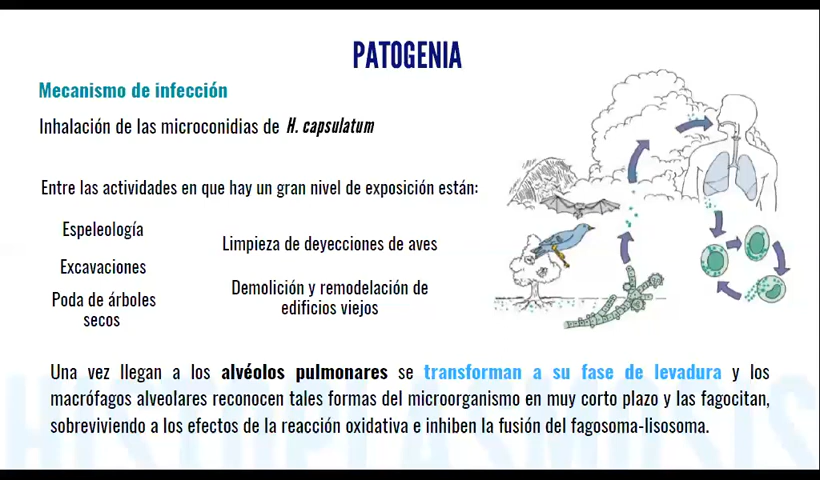 PATOGENIA
Mecanismo de infección
Inhalación de las microconidias de H. capsulatum
Entre las actividades en que hay un gran nivel de exposición están:
Espeleología
Excavaciones
Poda de árboles
secos
Limpieza de deyecciones de aves
Demolición y remodelación de
edificios viejos
Una vez llegan a los alvéolos pulmonares se transforman a su fase de levadura y los
macrófagos alveolares reconocen tales formas del microorganismo en muy corto plazo y las fagocitan,
sobreviviendo a los efectos de la reacción oxidativa e inhiben la fusión del fagosoma-lisosoma.
HISTOPLASMOSIS